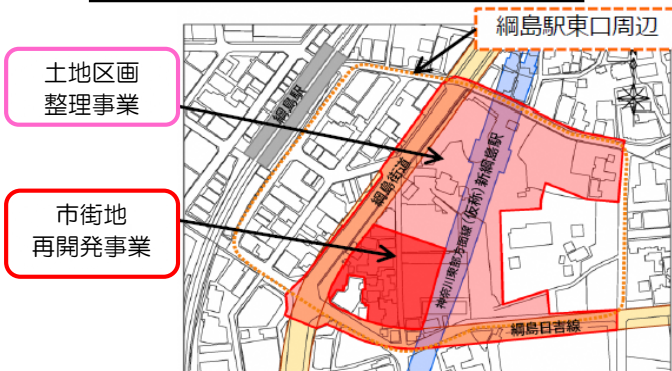 綱島駅東口周辺
土地区画
整理事業
綱島駅
綱島街道
神奈川東部方面線(仮称)新綱島駅
市街地
再開発事業
綱島日吉線